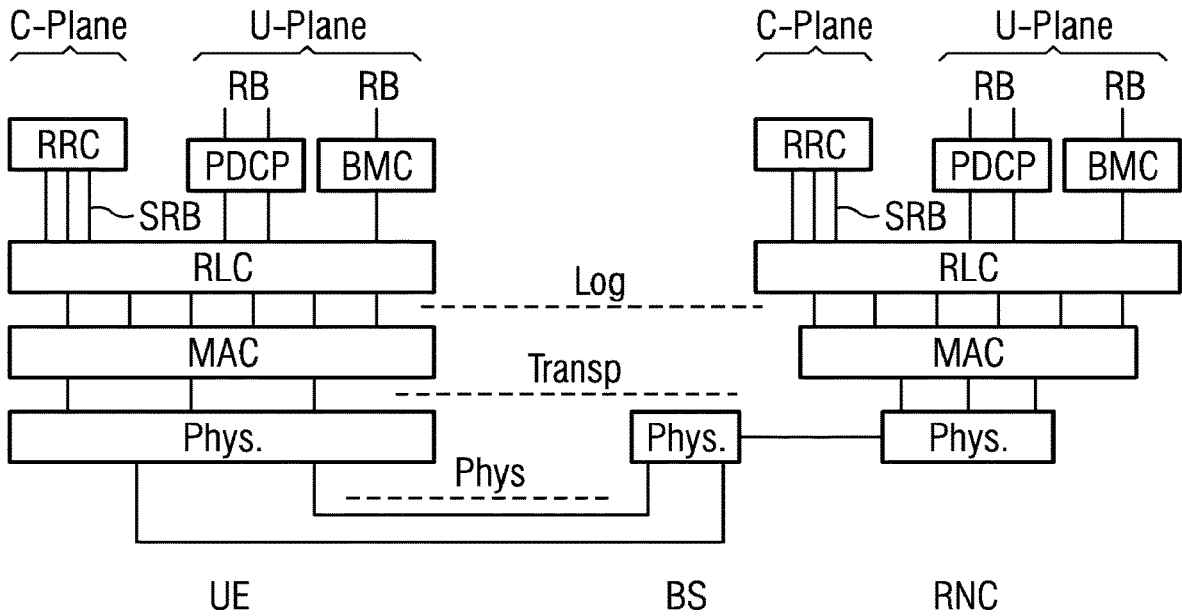 C-Plane U-Plane C-Plane U-Plane
RB RB RB RB
RRC PDCP BMC RRC PDCP BMC
SRB SRB
RLC Log RLC
MAC Transp MAC
Phys. Phys. Phys.
Phys
UE BS RNC